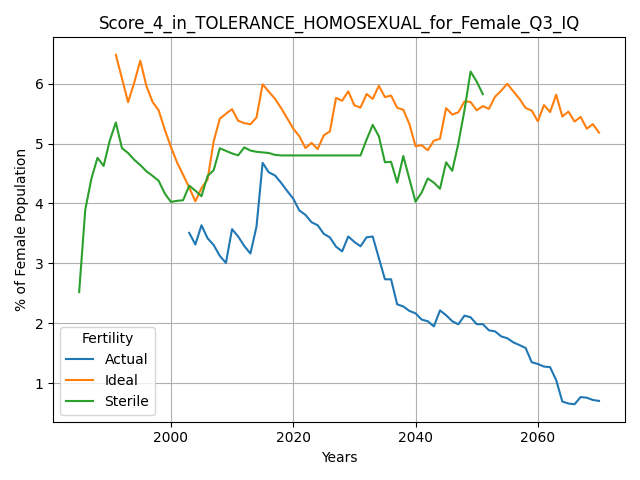 Score_4_in_TOLERANCE_HOMOSEXUAL_for_Female_Q3_IQ
% of Female Population
6
5
4
3
2
1
Fertility
Actual
Ideal
Sterile
2000 2020 2040 2060
Years